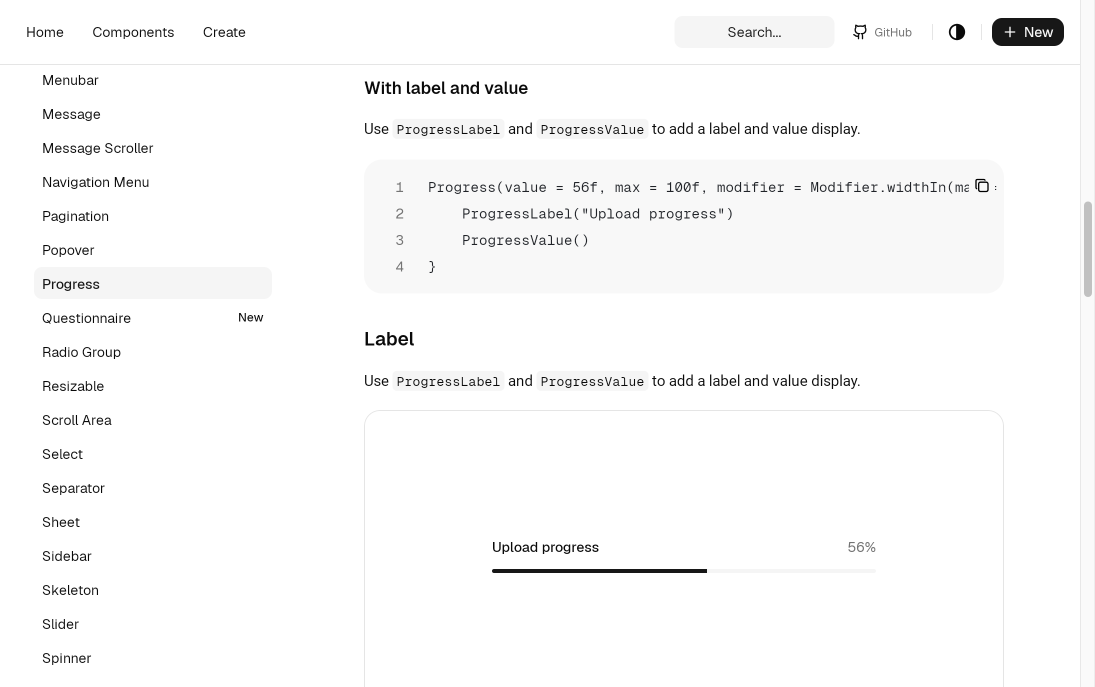 Home Components Create Search... GitHub New
Menubar
Message
Message Scroller
Navigation Menu
Pagination
Popover
Progress
Questionnaire New
Radio Group
Resizable
Scroll Area
Select
Separator
Sheet
Sidebar
Skeleton
Slider
Spinner
With label and value
Use ProgressLabel and ProgressValue to add a label and value display.
1 Progress(value = 56f, max = 100f, modifier = Modifier.widthIn(ma
2 ProgressLabel("Upload progress")
3 ProgressValue()
4 }
Label
Use ProgressLabel and ProgressValue to add a label and value display.
Upload progress 56%